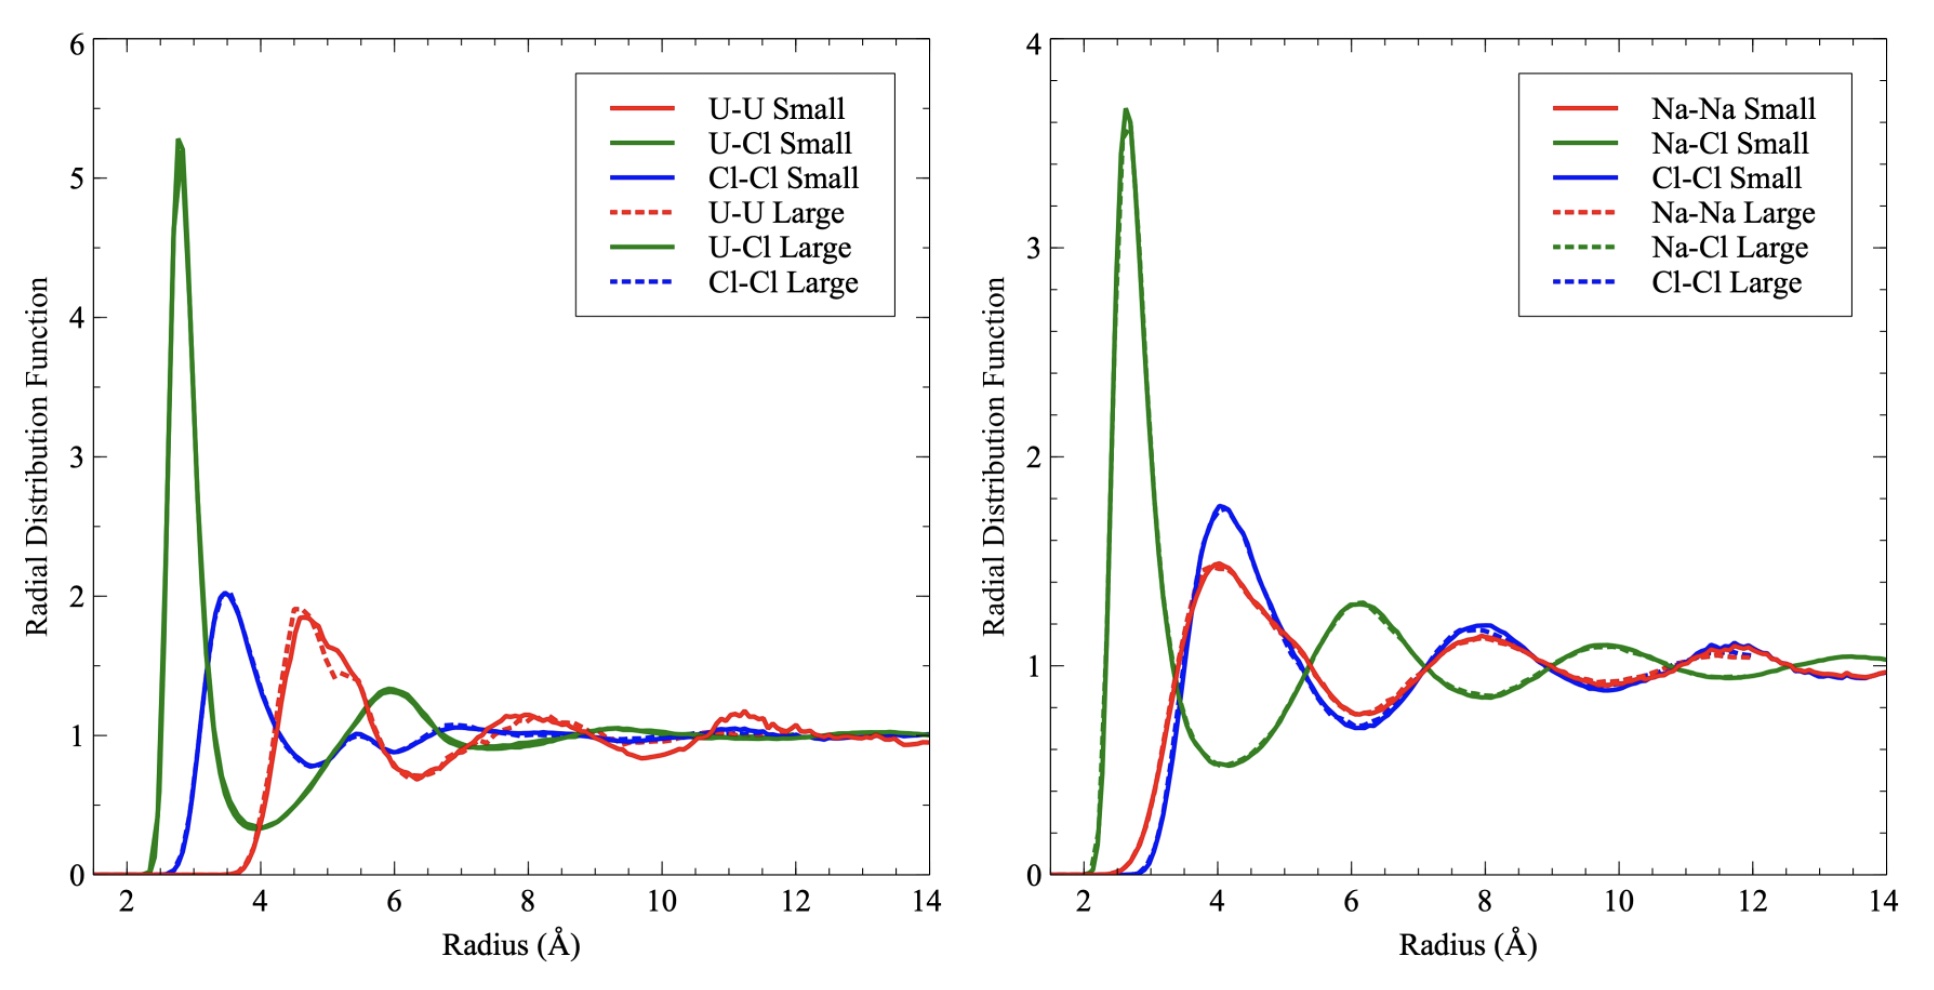 6
5
4
3
2
1
0
Radial Distribution Function
U-U Small
U-Cl Small
Cl-Cl Small
U-U Large
U-Cl Large
Cl-Cl Large
2 4 6 8 10 12 14
Radius (Å)
4
3
2
1
0
Radial Distribution Function
Na-Na Small
Na-Cl Small
Cl-Cl Small
Na-Na Large
Na-Cl Large
Cl-Cl Large
2 4 6 8 10 12 14
Radius (Å)